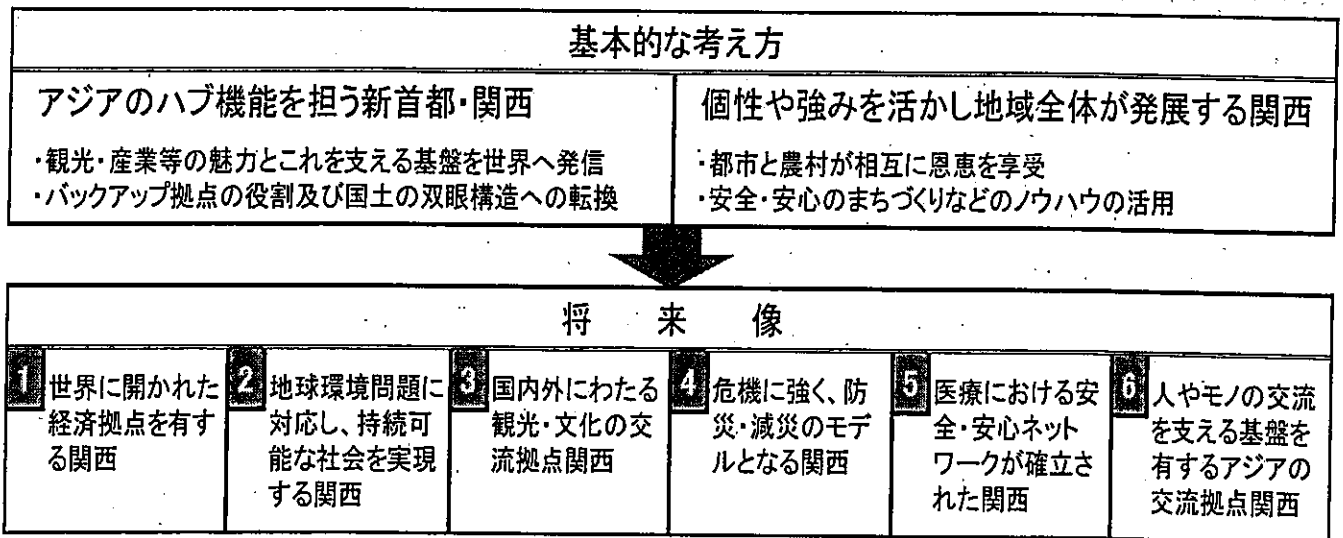 基本的な考え方
アジアのハブ機能を担う新首都・関西
・観光・産業等の魅力とこれを支える基盤を世界へ発信
・バックアップ拠点の役割及び国土の双眼構造への転換
個性や強みを活かし地域全体が発展する関西
・都市と農村が相互に恩恵を享受
・安全・安心のまちづくりなどのノウハウの活用
将来像
1
世界に開かれた
経済拠点を有す
る関西
2
地球環境問題に
対応し、持続可
能な社会を実現
する関西
3
国内外にわたる
観光・文化の交
流拠点関西
4
危機に強く、防
災・減災のモデ
ルとなる関西
5
医療における安
全・安心ネット
ワークが確立さ
れた関西
6
人やモノの交流
を支える基盤を
有するアジアの
交流拠点関西